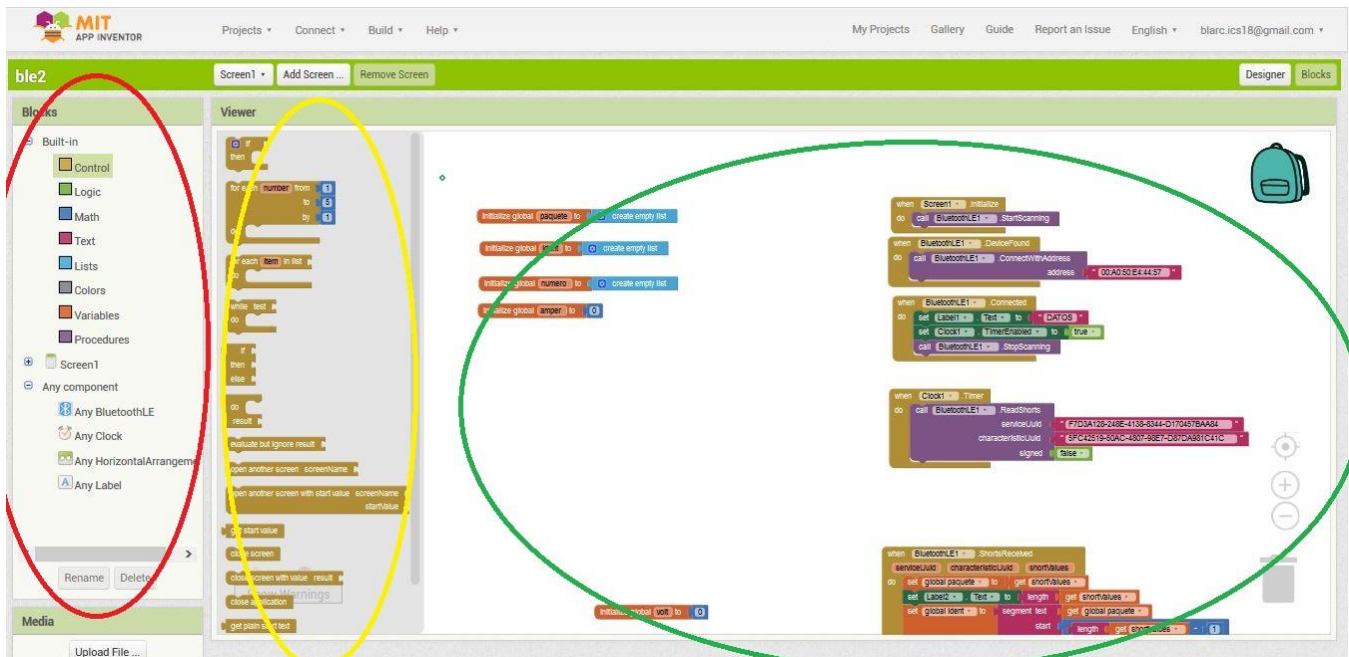 MIT
APP INVENTOR
Projects Connect Build Help My Projects Gallery Guide Report an Issue English blarc.ics18@gmail.com
ble2 Screen1 Add Screen ... Remove Screen Designer Blocks
Blocks
Built-in
Control
Logic
Math
Text
Lists
Colors
Variables
Procedures
Screen1
Any component
Any BluetoothLE
Any Clock
Any HorizontalArrangeme
Any Label
Rename Delete
Media
Upload File ...
Viewer
if
then
for each number from 1
to 5
by 1
do
for each item in list
do
while test
do
if
then
else
do
result
evaluate but ignore result
open another screen screenName
open another screen with start value screenName
startValue
get start value
close screen
close screen with value result
Show Warnings
close application
get plain start text
initialize global paquete to create empty list
initialize global to create empty list
initialize global numero to create empty list
initialize global amper to 0
initialize global volt to 0
when Screen1 .Initialize
do call BluetoothLE1 .StartScanning
when BluetoothLE1 .DeviceFound
do call BluetoothLE1 .ConnectWithAddress
address " 00:A0:50:E4:44:57 "
when BluetoothLE1 .Connected
do set Label1 . Text to " DATOS "
set Clock1 . TimerEnabled to true
call BluetoothLE1 .StopScanning
when Clock1 .Timer
do call BluetoothLE1 .ReadShorts
serviceUuid " F7D3A128-248E-4138-8344-D170457BAA84 "
characteristicUuid " 5FC42519-50AC-4807-98E7-D87DA981C41C "
signed false
when BluetoothLE1 .ShortsReceived
serviceUuid characteristicUuid shortValues
do set global paquete to get shortValues
set Label2 . Text to length get shortValues
set global ident to segment text get global paquete
start length get shortValues - 1